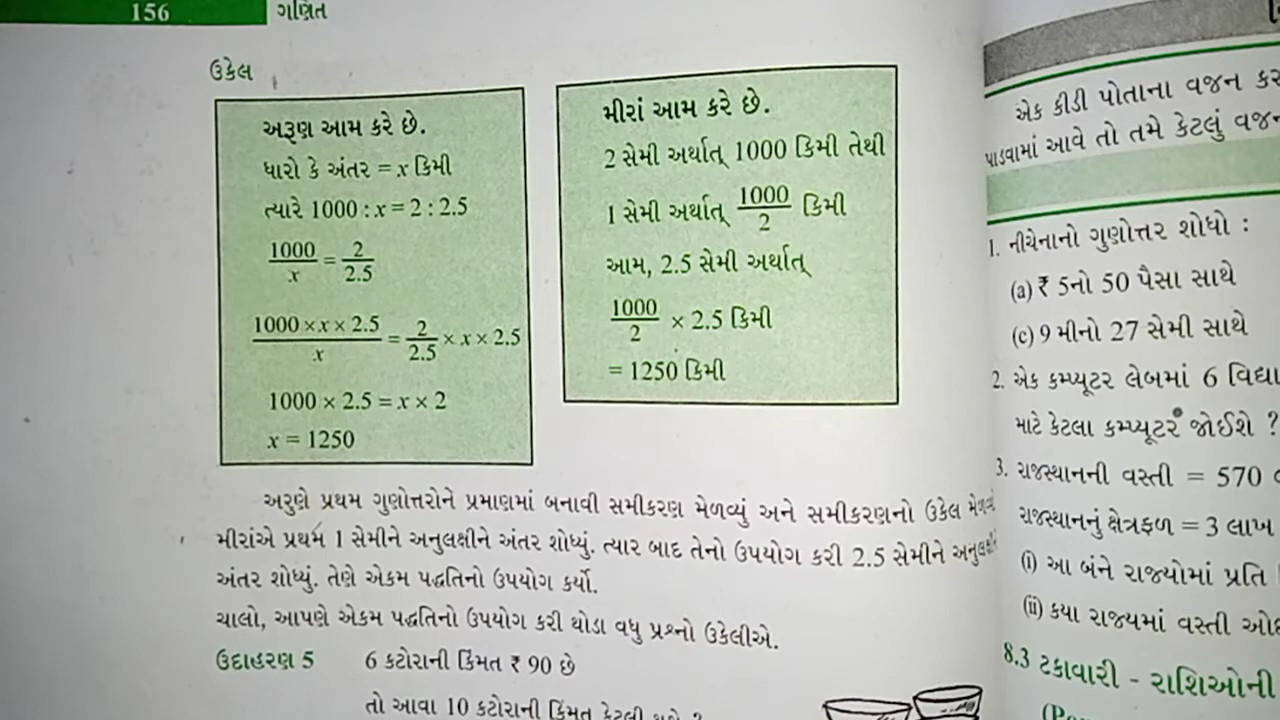 156 ગણિત
ઉકેલ
અરૂણ આમ કરે છે.
ધારો કે અંતર = x કિમી
ત્યારે 1000 : x = 2 : 2.5
1000/x = 2/2.5
1000 × x × 2.5/x = 2/2.5 × x × 2.5
1000 × 2.5 = x × 2
x = 1250
મીરાં આમ કરે છે.
2 સેમી અર્થાત્ 1000 કિમી તેથી
1 સેમી અર્થાત્ 1000/2 કિમી
આમ, 2.5 સેમી અર્થાત્
1000/2 × 2.5 કિમી
= 1250 કિમી
અરુણે પ્રથમ ગુણોત્તરોને પ્રમાણમાં બનાવી સમીકરણ મેળવ્યું અને સમીકરણનો ઉકેલ
મીરાંએ પ્રથમ 1 સેમીને અનુલક્ષીને અંતર શોધ્યું. ત્યાર બાદ તેનો ઉપયોગ કરી 2.5 સેમીને
અંતર શોધ્યું. તેણે એકમ પદ્ધતિનો ઉપયોગ કર્યો.
ચાલો, આપણે એકમ પદ્ધતિનો ઉપયોગ કરી થોડા વધુ પ્રશ્નો ઉકેલીએ.
ઉદાહરણ 5 6 કટોરાની કિંમત ₹ 90 છે
તો આવા 10 કટોરાની કિંમત કેટલી
એક કીડી પોતાના વજન
પાડવામાં આવે તો તમે કેટલું
1. નીચેનાનો ગુણોત્તર શોધો :
(a) ₹ 5નો 50 પૈસા સાથે
(c) 9 મીનો 27 સેમી સાથે
2. એક કમ્પ્યૂટર લેબમાં 6
માટે કેટલા કમ્પ્યૂટર જોઈશે ?
3. રાજસ્થાનની વસ્તી = 570
રાજસ્થાનનું ક્ષેત્રફળ = 3 લાખ
(i) આ બંને રાજ્યોમાં પ્રતિ
(ii) કયા રાજ્યમાં વસ્તી
8.3 ટકાવારી - રાશિઓની